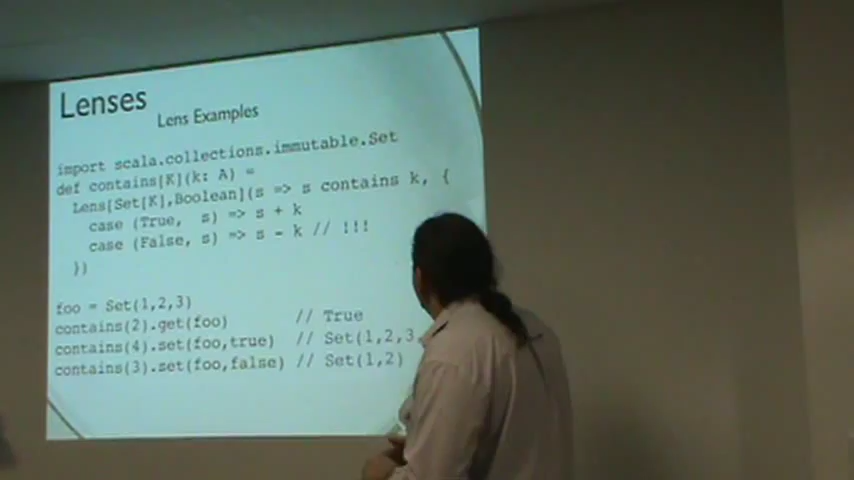 Lenses
Lens Examples
import scala.collections.immutable.Set
def contains[K](k: A) =
Lens[Set[K],Boolean](s => s contains k, {
case (True, s) => s + k
case (False, s) => s - k // !!!
})
foo = Set(1,2,3)
contains(2).get(foo) // True
contains(4).set(foo,true) // Set(1,2,3,
contains(3).set(foo,false) // Set(1,2)